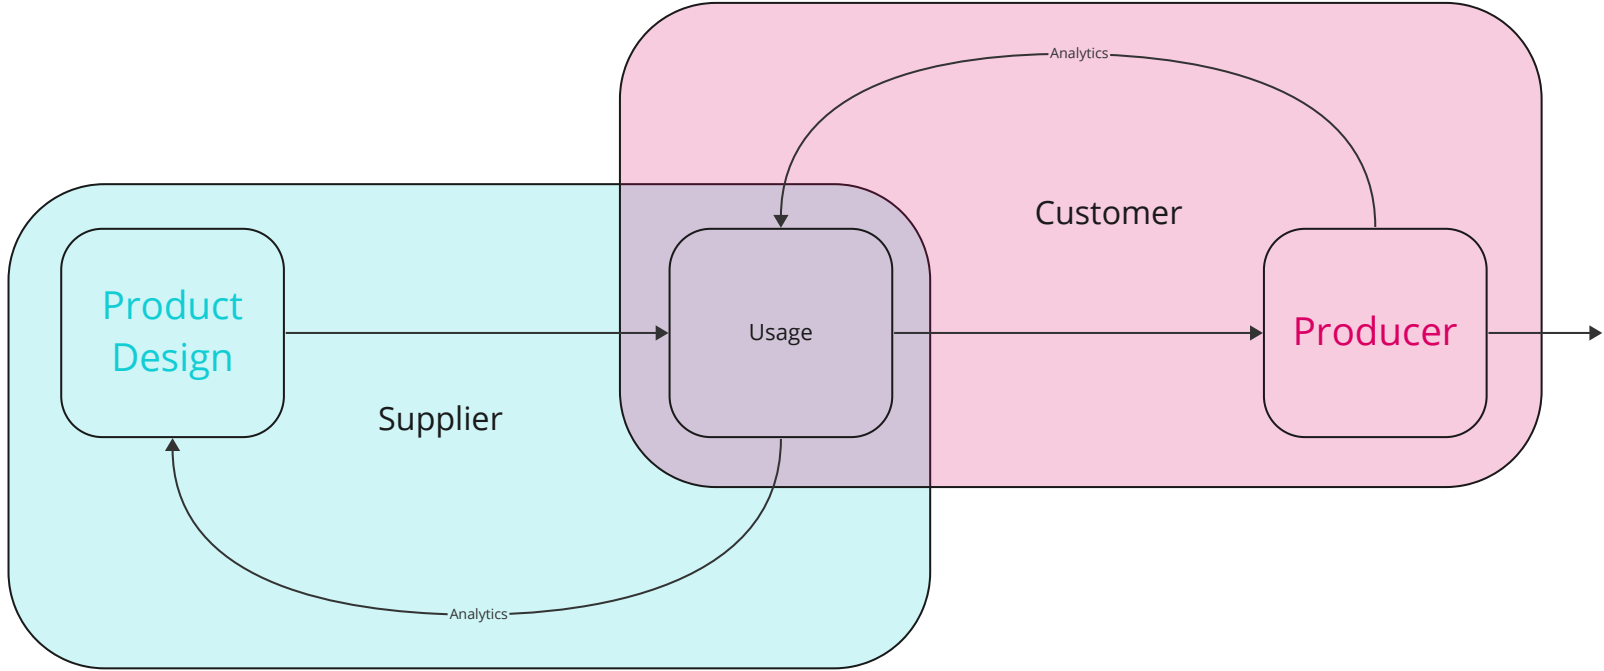 Analytics
Customer
Product
Design
Usage
Producer
Supplier
Analytics